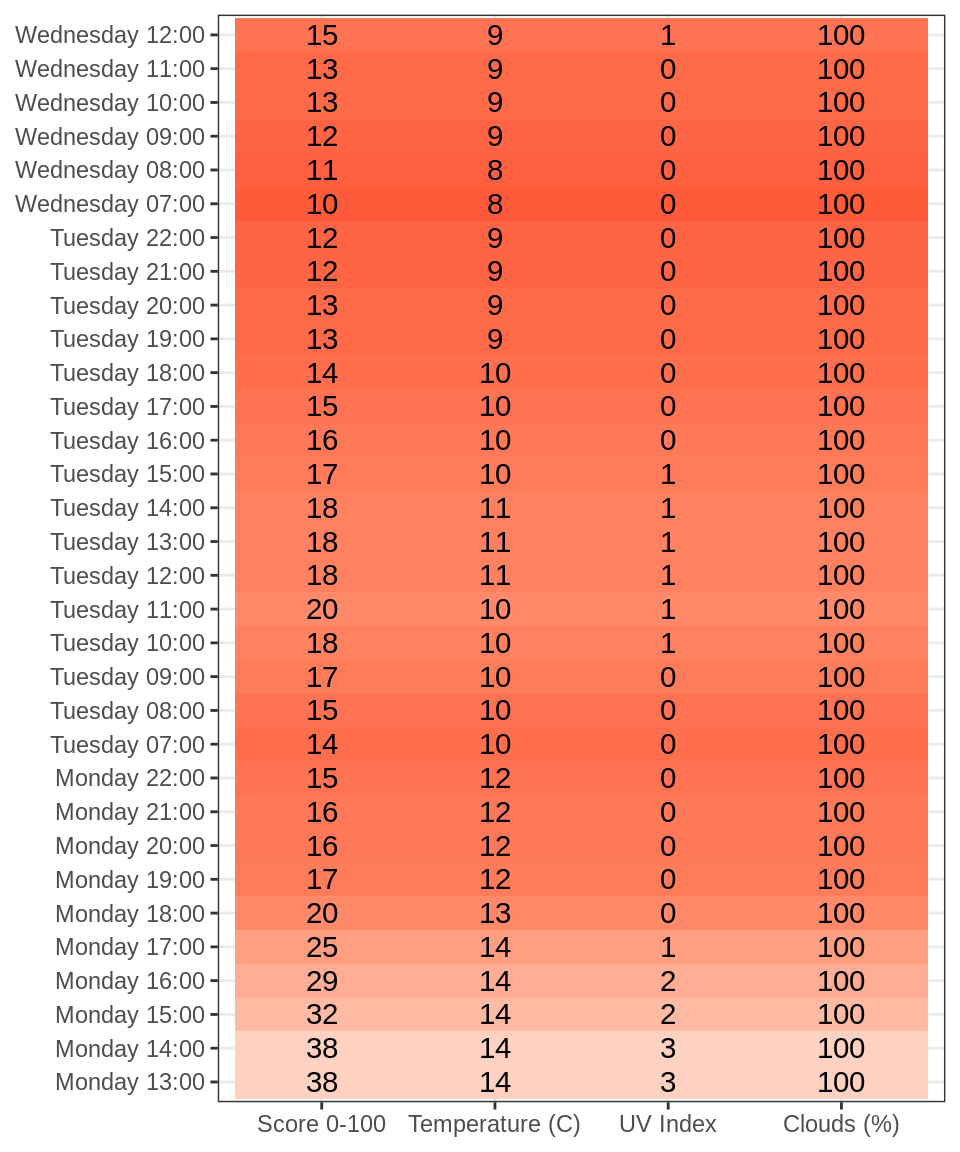 Wednesday 12:00 15 9 1 100
Wednesday 11:00 13 9 0 100
Wednesday 10:00 13 9 0 100
Wednesday 09:00 12 9 0 100
Wednesday 08:00 11 8 0 100
Wednesday 07:00 10 8 0 100
Tuesday 22:00 12 9 0 100
Tuesday 21:00 12 9 0 100
Tuesday 20:00 13 9 0 100
Tuesday 19:00 13 9 0 100
Tuesday 18:00 14 10 0 100
Tuesday 17:00 15 10 0 100
Tuesday 16:00 16 10 0 100
Tuesday 15:00 17 10 1 100
Tuesday 14:00 18 11 1 100
Tuesday 13:00 18 11 1 100
Tuesday 12:00 18 11 1 100
Tuesday 11:00 20 10 1 100
Tuesday 10:00 18 10 1 100
Tuesday 09:00 17 10 0 100
Tuesday 08:00 15 10 0 100
Tuesday 07:00 14 10 0 100
Monday 22:00 15 12 0 100
Monday 21:00 16 12 0 100
Monday 20:00 16 12 0 100
Monday 19:00 17 12 0 100
Monday 18:00 20 13 0 100
Monday 17:00 25 14 1 100
Monday 16:00 29 14 2 100
Monday 15:00 32 14 2 100
Monday 14:00 38 14 3 100
Monday 13:00 38 14 3 100
Score 0-100 Temperature (C) UV Index Clouds (%)